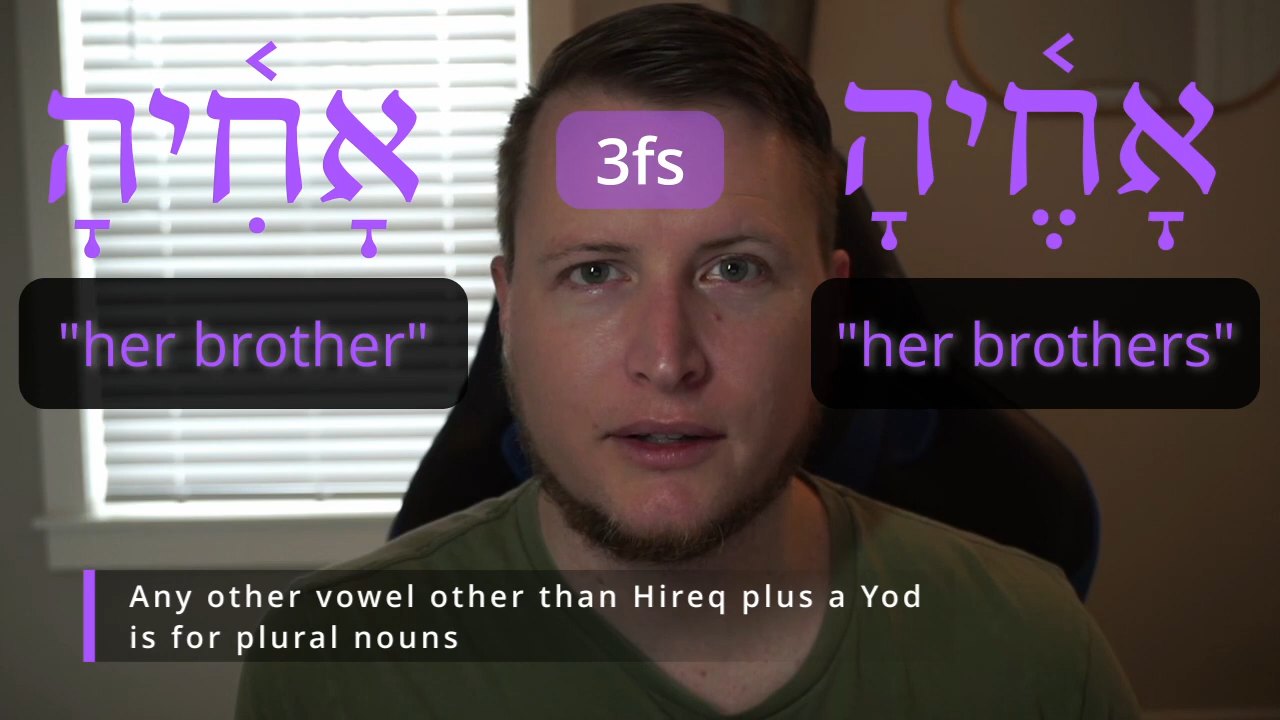 אָחִ֫יהָ
3fs
אָחֶ֫יהָ
"her brother"
"her brothers"
Any other vowel other than Hireq plus a Yod
is for plural nouns